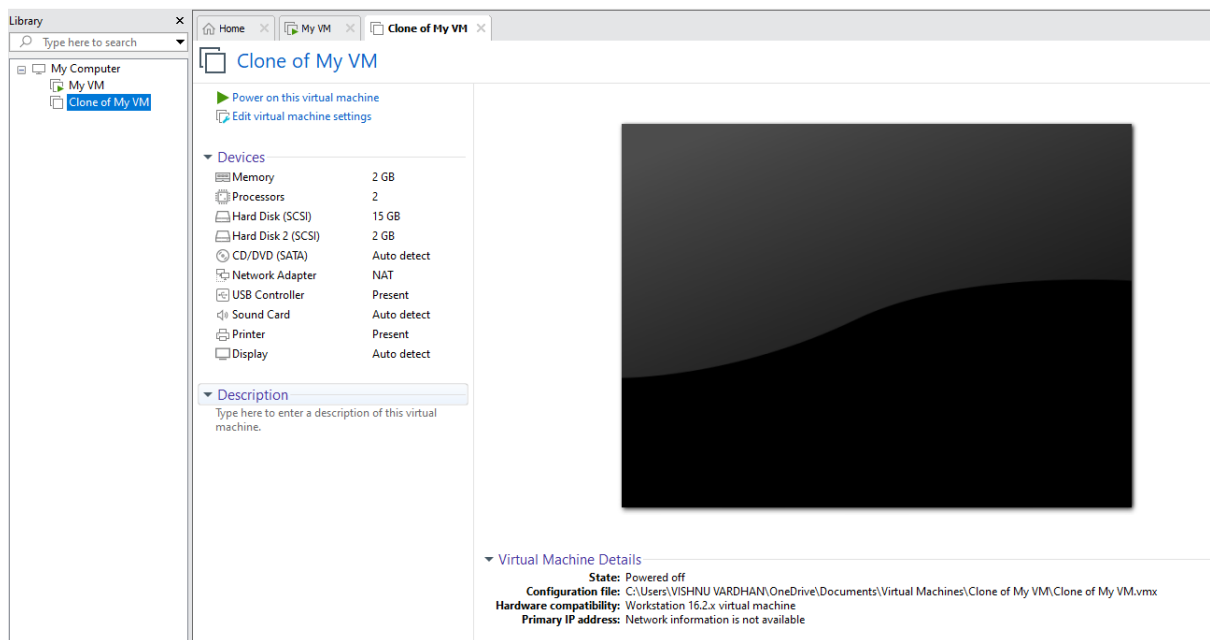 Library
Type here to search
My Computer
My VM
Clone of My VM
Home
My VM
Clone of My VM
Clone of My VM
Power on this virtual machine
Edit virtual machine settings
Devices
Memory 2 GB
Processors 2
Hard Disk (SCSI) 15 GB
Hard Disk 2 (SCSI) 2 GB
CD/DVD (SATA) Auto detect
Network Adapter NAT
USB Controller Present
Sound Card Auto detect
Printer Present
Display Auto detect
Description
Type here to enter a description of this virtual
machine.
Virtual Machine Details
State: Powered off
Configuration file: C:\Users\VISHNU VARDHAN\OneDrive\Documents\Virtual Machines\Clone of My VM\Clone of My VM.vmx
Hardware compatibility: Workstation 16.2.x virtual machine
Primary IP address: Network information is not available